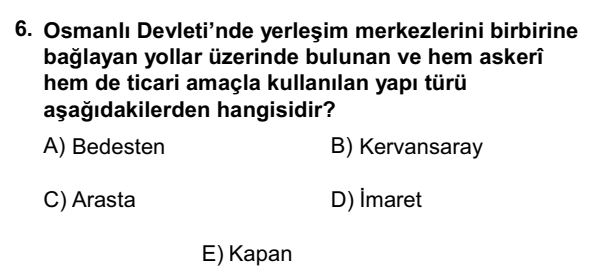 6. Osmanlı Devleti’nde yerleşim merkezlerini birbirine
bağlayan yollar üzerinde bulunan ve hem askerî
hem de ticari amaçla kullanılan yapı türü
aşağıdakilerden hangisidir?
A) Bedesten
B) Kervansaray
C) Arasta
D) İmaret
E) Kapan